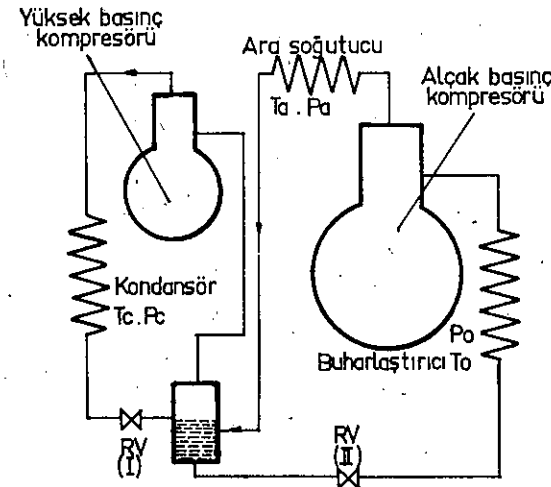 Yüksek basınç
kompresörü
Ara soğutucu
Ta . Pa
Alçak basınç
kompresörü
Kondansör
Tc . Pc
Po
Buharlaştırıcı To
RV
(I)
RV
(II)